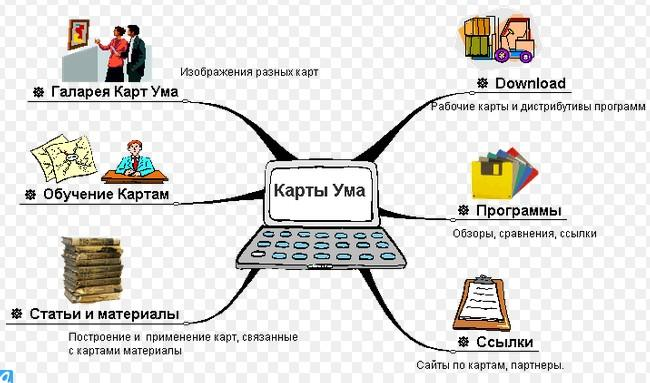 Галарея Карт Ума
Изображения разных карт
Download
Рабочие карты и дистрибутивы программ
Обучение Картам
Карты Ума
Программы
Обзоры, сравнения, ссылки
Статьи и материалы
Построение и применение карт, связанные
с картами материалы
Ссылки
Сайты по картам, партнеры.